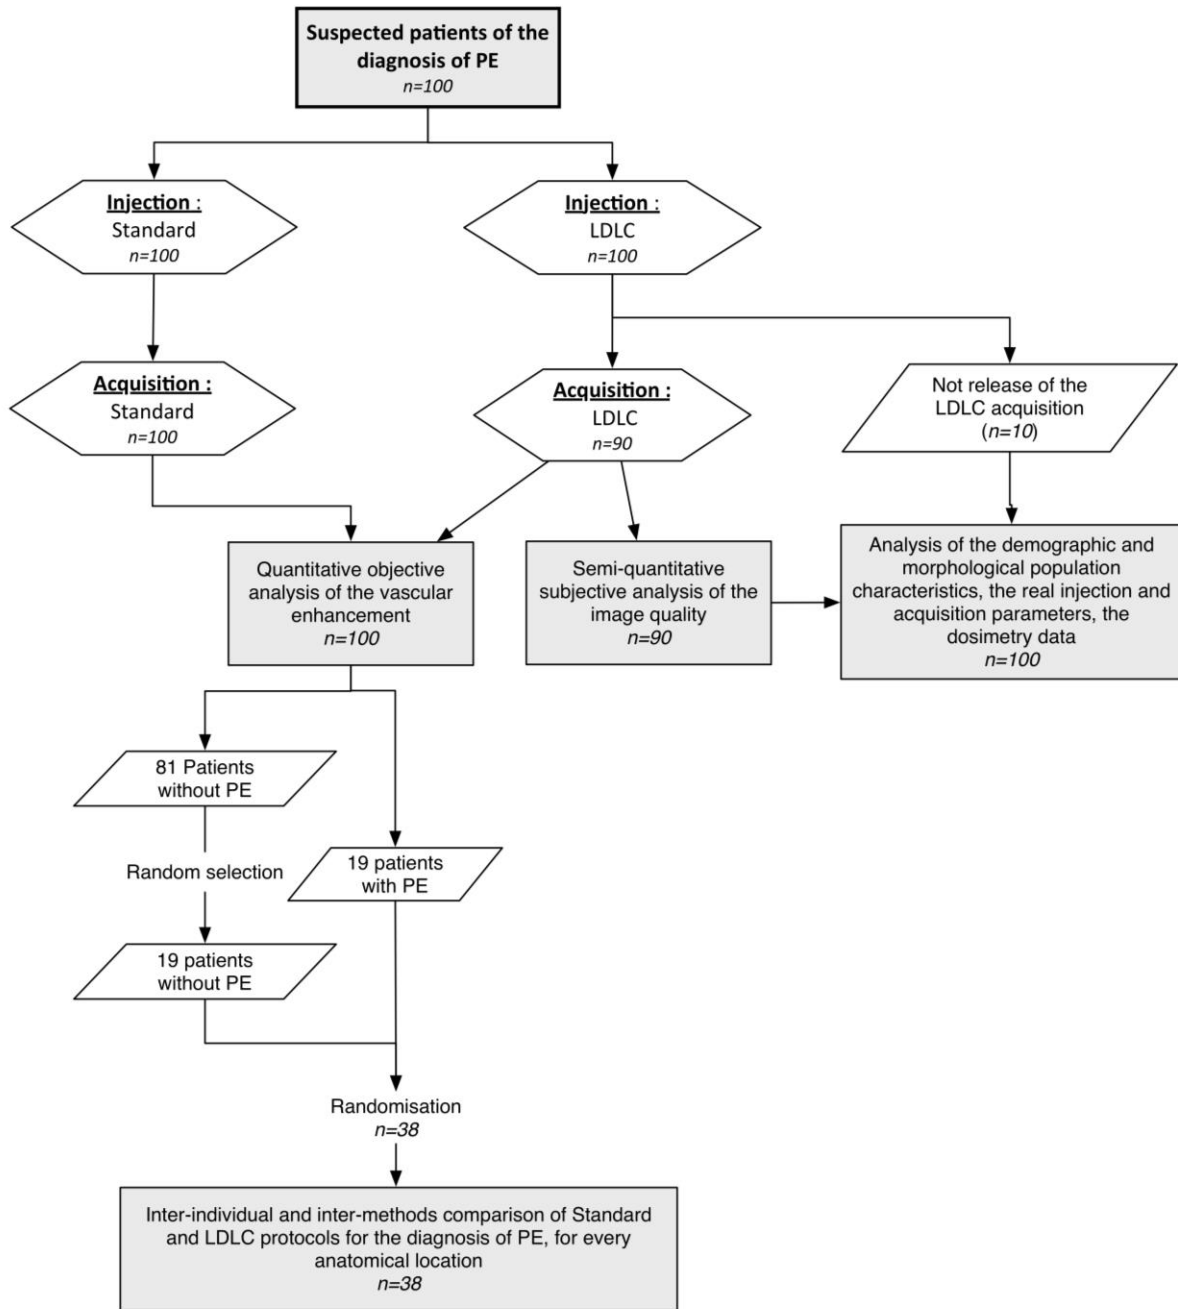 Suspected patients of the
diagnosis of PE
n=100
Injection :
Standard
n=100
Injection :
LDLC
n=100
Acquisition :
Standard
n=100
Acquisition :
LDLC
n=90
Not release of the
LDLC acquisition
(n=10)
Quantitative objective
analysis of the vascular
enhancement
n=100
Semi-quantitative
subjective analysis of the
image quality
n=90
Analysis of the demographic and
morphological population
characteristics, the real injection and
acquisition parameters, the
dosimetry data
n=100
81 Patients
without PE
Random selection
19 patients
with PE
19 patients
without PE
Randomisation
n=38
Inter-individual and inter-methods comparison of Standard
and LDLC protocols for the diagnosis of PE, for every
anatomical location
n=38